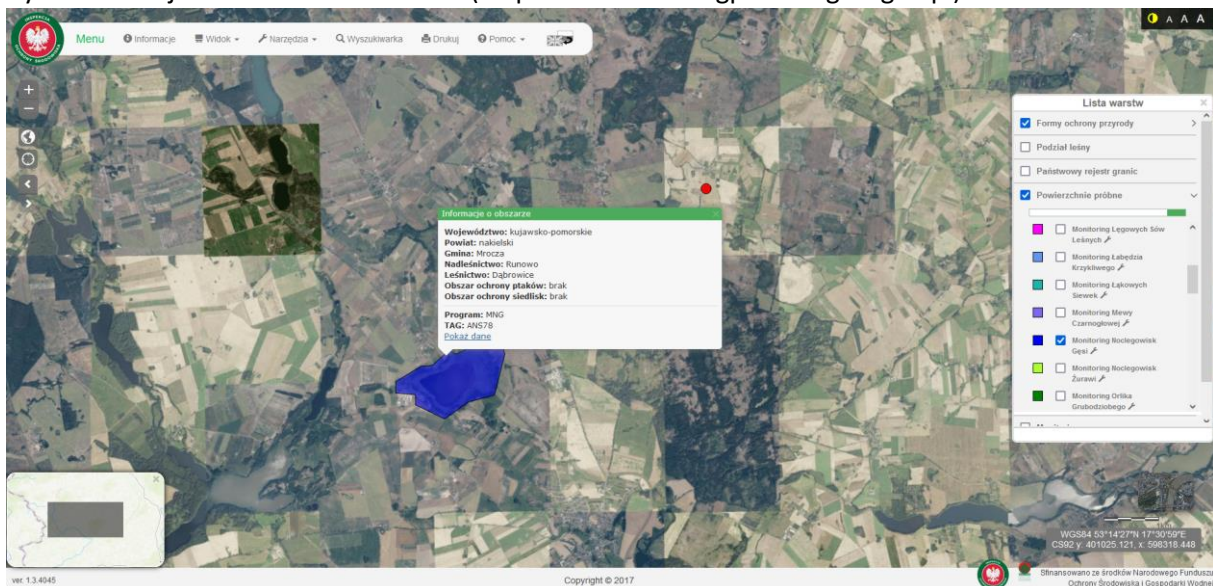 Menu Informacje Widok Narzędzia Wyszukiwarka Drukuj Pomoc
A A A
Lista warstw
Formy ochrony przyrody
Podział leśny
Państwowy rejestr granic
Powierzchnie próbne
Monitoring Lęgowych Sów
Leśnych
Monitoring Łabędzia
Krzykliwego
Monitoring Łąkowych
Siewek
Monitoring Mewy
Czarnogłowej
Monitoring Noclegowisk
Gęsi
Monitoring Noclegowisk
Żurawi
Monitoring Orlika
Grubodziobego
Informacje o obszarze
Województwo: kujawsko-pomorskie
Powiat: nakielski
Gmina: Mrocza
Nadleśnictwo: Runowo
Leśnictwo: Dąbrowice
Obszar ochrony ptaków: brak
Obszar ochrony siedlisk: brak
Program: MNG
TAG: ANS78
Pokaż dane
WGS84 53°14'27"N 17°30'59"E
CS92 y: 401025.121, x: 598318.448
ver. 1.3.4045
Copyright © 2017
Sfinansowano ze środków Narodowego Funduszu
Ochrony Środowiska i Gospodarki Wodnej